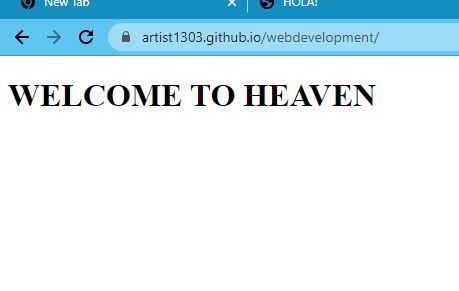 New Tab
HOLA!
artist1303.github.io/webdevelopment/
WELCOME TO HEAVEN